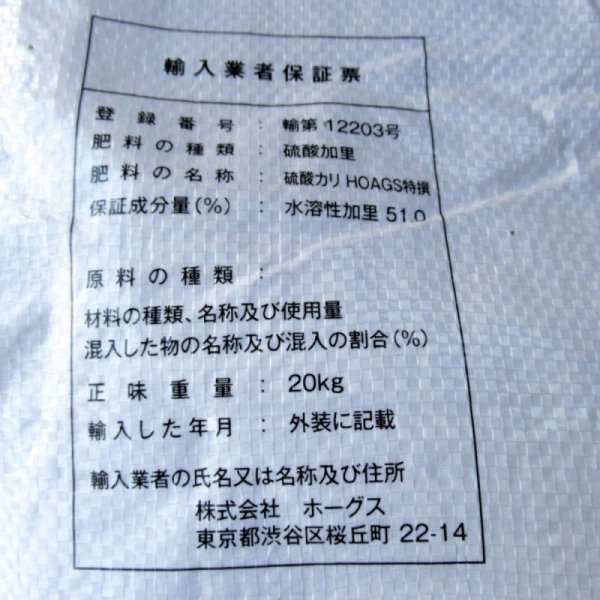 輸入業者保証票
登録番号 : 輸第12203号
肥料の種類 : 硫酸加里
肥料の名称 : 硫酸カリ HOAGS特撰
保証成分量(%) : 水溶性加里 51.0
原料の種類 :
材料の種類、名称及び使用量
混入した物の名称及び混入の割合(%)
正味重量 : 20kg
輸入した年月 : 外装に記載
輸入業者の氏名又は名称及び住所
株式会社 ホーグス
東京都渋谷区桜丘町 22-14